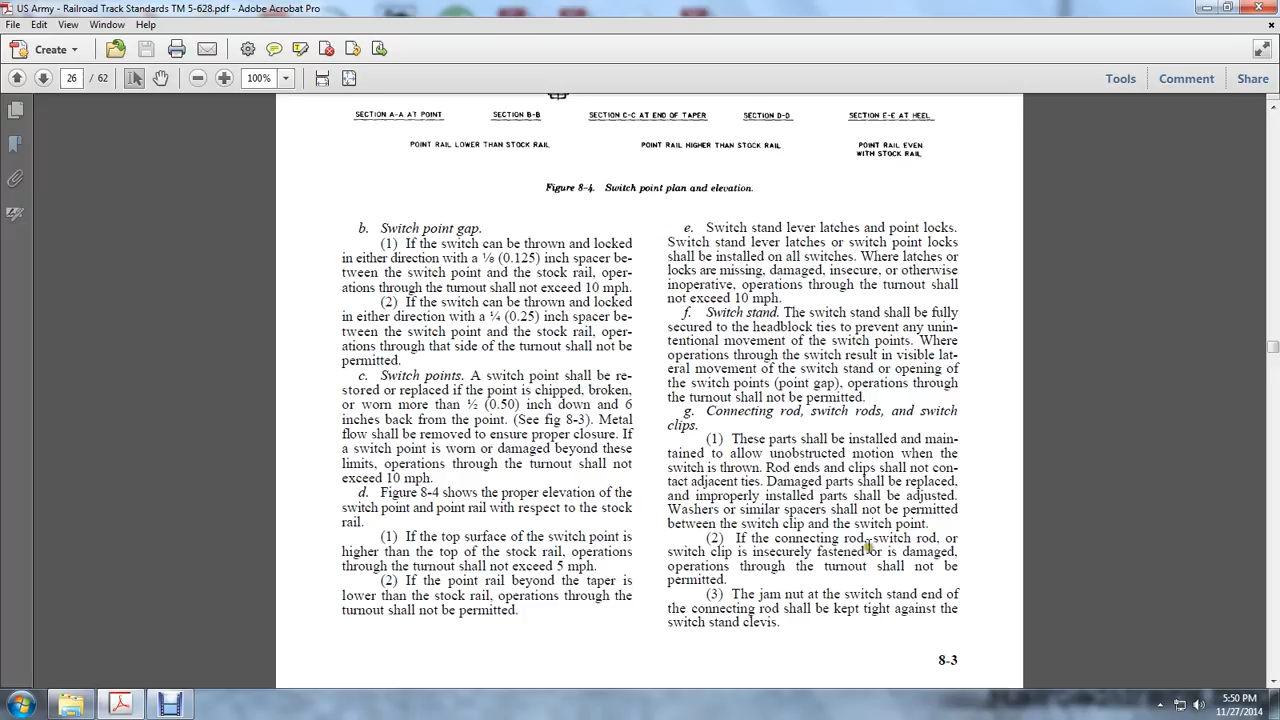 US Army - Railroad Track Standards TM 5-628.pdf - Adobe Acrobat Pro
File Edit View Window Help
Create
26 / 62
100%
Tools Comment Share
SECTION A-A AT POINT SECTION B-B SECTION C-C AT END OF TAPER SECTION D-D SECTION E-E AT HEEL
POINT RAIL LOWER THAN STOCK RAIL POINT RAIL HIGHER THAN STOCK RAIL POINT RAIL EVEN
WITH STOCK RAIL
Figure 8-4. Switch point plan and elevation.
b. Switch point gap.
(1) If the switch can be thrown and locked
in either direction with a ⅛ (0.125) inch spacer be-
tween the switch point and the stock rail, oper-
ations through the turnout shall not exceed 10 mph.
(2) If the switch can be thrown and locked
in either direction with a ¼ (0.25) inch spacer be-
tween the switch point and the stock rail, oper-
ations through that side of the turnout shall not be
permitted.
c. Switch points. A switch point shall be re-
stored or replaced if the point is chipped, broken,
or worn more than ½ (0.50) inch down and 6
inches back from the point. (See fig 8-3). Metal
flow shall be removed to ensure proper closure. If
a switch point is worn or damaged beyond these
limits, operations through the turnout shall not
exceed 10 mph.
d. Figure 8-4 shows the proper elevation of the
switch point and point rail with respect to the stock
rail.
(1) If the top surface of the switch point is
higher than the top of the stock rail, operations
through the turnout shall not exceed 5 mph.
(2) If the point rail beyond the taper is
lower than the stock rail, operations through the
turnout shall not be permitted.
e. Switch stand lever latches and point locks.
Switch stand lever latches or switch point locks
shall be installed on all switches. Where latches or
locks are missing, damaged, insecure, or otherwise
inoperative, operations through the turnout shall
not exceed 10 mph.
f. Switch stand. The switch stand shall be fully
secured to the headblock ties to prevent any unin-
tentional movement of the switch points. Where
operations through the switch result in visible lat-
eral movement of the switch stand or opening of
the switch points (point gap), operations through
the turnout shall not be permitted.
g. Connecting rod, switch rods, and switch
clips.
(1) These parts shall be installed and main-
tained to allow unobstructed motion when the
switch is thrown. Rod ends and clips shall not con-
tact adjacent ties. Damaged parts shall be replaced,
and improperly installed parts shall be adjusted.
Washers or similar spacers shall not be permitted
between the switch clip and the switch point.
(2) If the connecting rod, switch rod, or
switch clip is insecurely fastened or is damaged,
operations through the turnout shall not be
permitted.
(3) The jam nut at the switch stand end of
the connecting rod shall be kept tight against the
switch stand clevis.
8-3
5:50 PM
11/27/2014